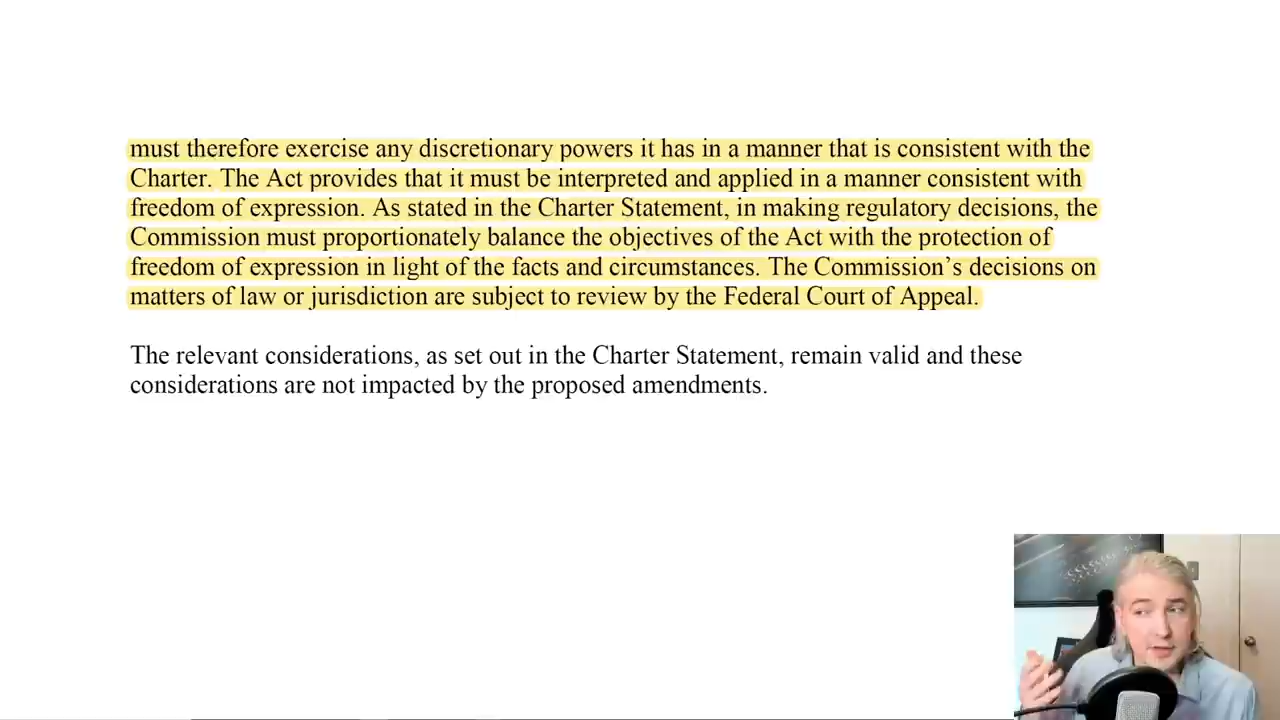 must therefore exercise any discretionary powers it has in a manner that is consistent with the
Charter. The Act provides that it must be interpreted and applied in a manner consistent with
freedom of expression. As stated in the Charter Statement, in making regulatory decisions, the
Commission must proportionately balance the objectives of the Act with the protection of
freedom of expression in light of the facts and circumstances. The Commission’s decisions on
matters of law or jurisdiction are subject to review by the Federal Court of Appeal.
The relevant considerations, as set out in the Charter Statement, remain valid and these
considerations are not impacted by the proposed amendments.